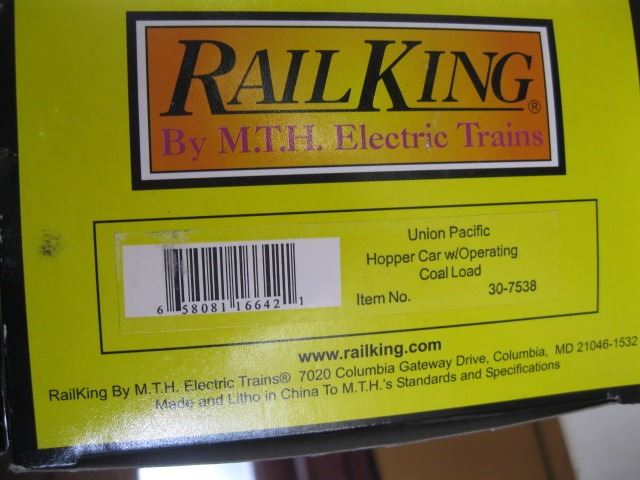 RAILKING®
By M.T.H. Electric Trains
Union Pacific
Hopper Car w/Operating
Coal Load
Item No. 30-7538
6 58081 16642 1
www.railking.com
RailKing By M.T.H. Electric Trains® 7020 Columbia Gateway Drive, Columbia, MD 21046-1532
Made and Litho in China To M.T.H.'s Standards and Specifications